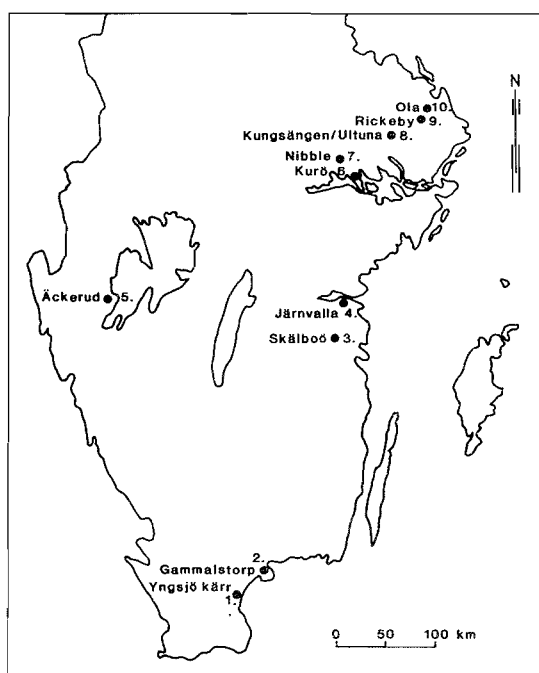 N
Ola 10.
Rickeby 9.
Kungsängen/Ultuna 8.
Nibble 7.
Kurö 6.
Äckerud 5.
Järnvalla 4.
Skälboö 3.
2.
Gammalstorp
Yngsjö kärr
1.
0 50 100 km